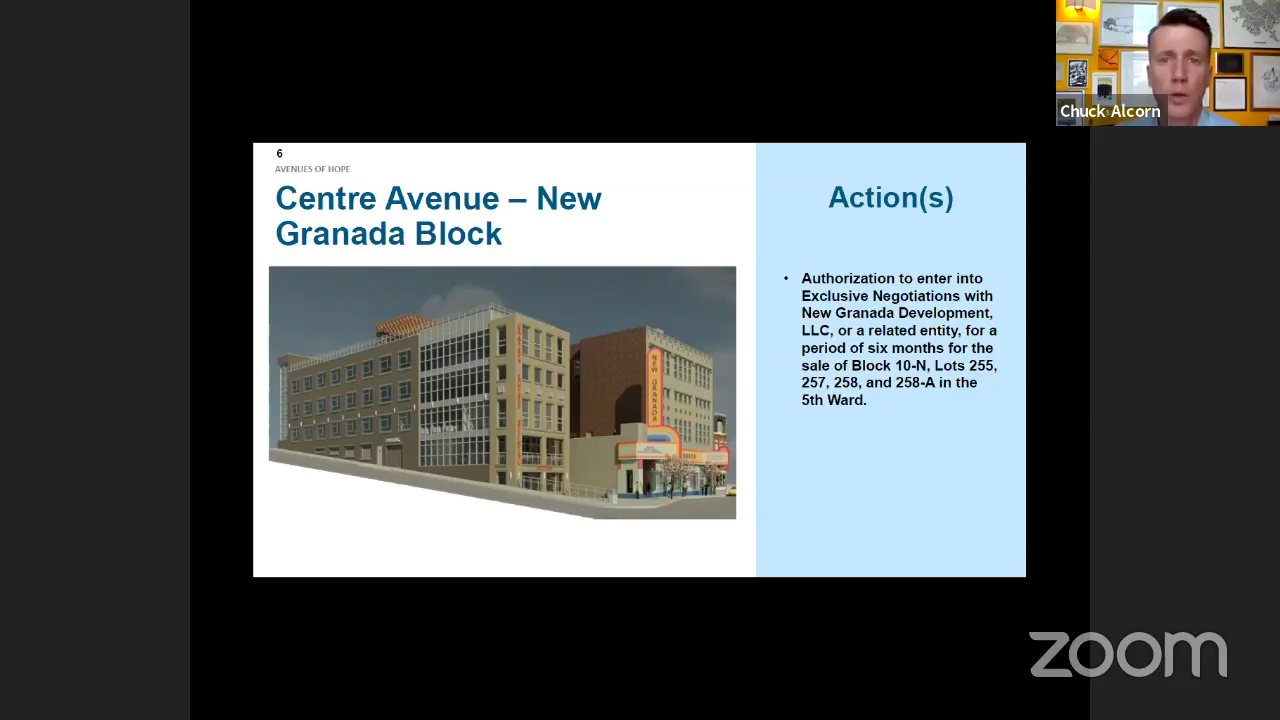 Chuck Alcorn
6
AVENUES OF HOPE
Centre Avenue – New
Granada Block
NEW GRANADA
Action(s)
• Authorization to enter into
Exclusive Negotiations with
New Granada Development,
LLC, or a related entity, for a
period of six months for the
sale of Block 10-N, Lots 255,
257, 258, and 258-A in the
5th Ward.
zoom